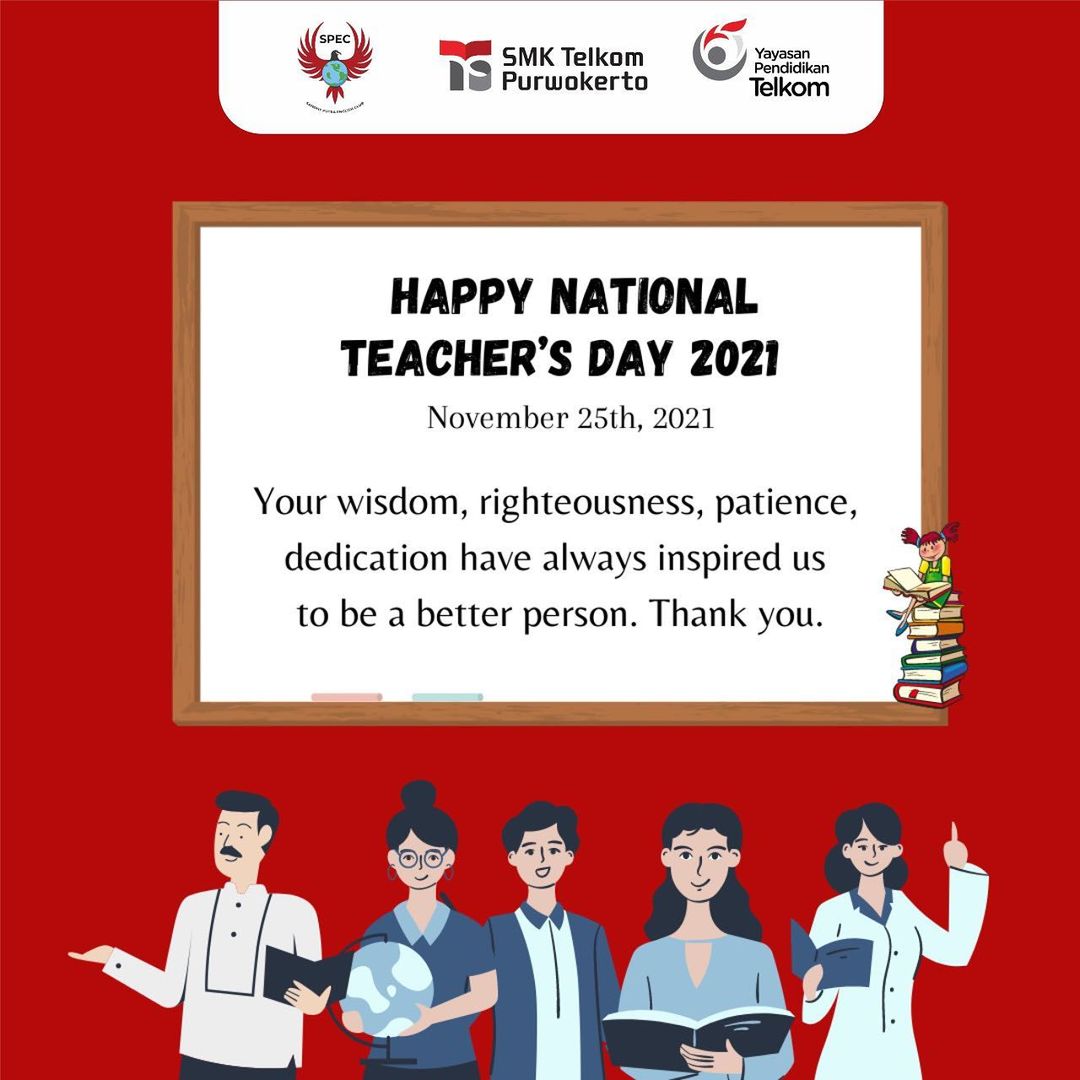 SPEC
SMK Telkom
Purwokerto
Yayasan
Pendidikan
Telkom
HAPPY NATIONAL
TEACHER'S DAY 2021
November 25th, 2021
Your wisdom, righteousness, patience,
dedication have always inspired us
to be a better person. Thank you.